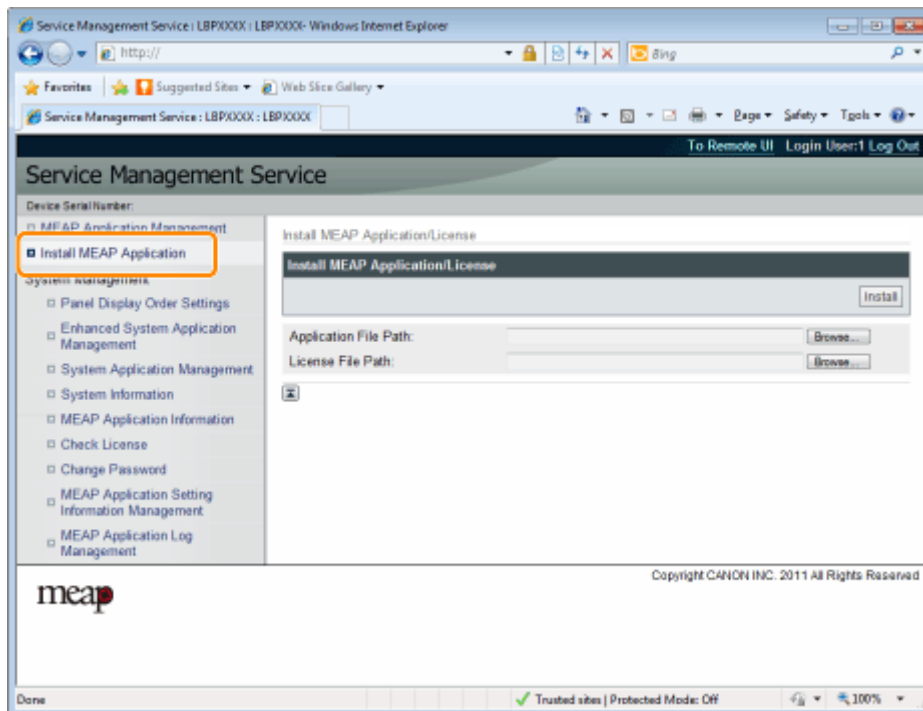 Service Management Service : LBPXXXX : LBPXXXX- Windows Internet Explorer
http://
Bing
Favorites Suggested Sites Web Slice Gallery
Service Management Service : LBPXXXX : LBPXXXX
Page Safety Tools
To Remote UI Login User:1 Log Out
Service Management Service
Device Serial Number:
MEAP Application Management
Install MEAP Application
System Management
Panel Display Order Settings
Enhanced System Application
Management
System Application Management
System Information
MEAP Application Information
Check License
Change Password
MEAP Application Setting
Information Management
MEAP Application Log
Management
Install MEAP Application/License
Install MEAP Application/License
Install
Application File Path: Browse...
License File Path: Browse...
Copyright CANON INC. 2011 All Rights Reserved
meap
Done
Trusted sites | Protected Mode: Off
100%